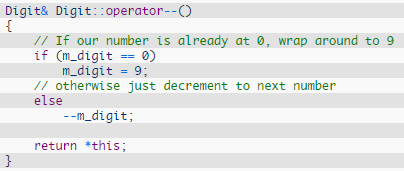 Digit& Digit::operator--()
{
    // If our number is already at 0, wrap around to 9
    if (m_digit == 0)
        m_digit = 9;
    // otherwise just decrement to next number
    else
        --m_digit;

    return *this;
}